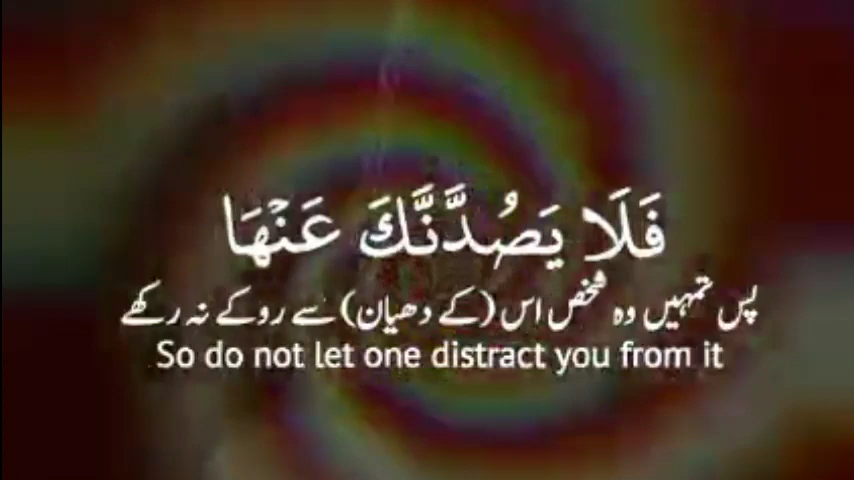 فَلَا يَصُدَّنَّكَ عَنۡهَا
پس تمہیں وہ شخص اس (کے دھیان) سے روکے نہ رکھے
So do not let one distract you from it